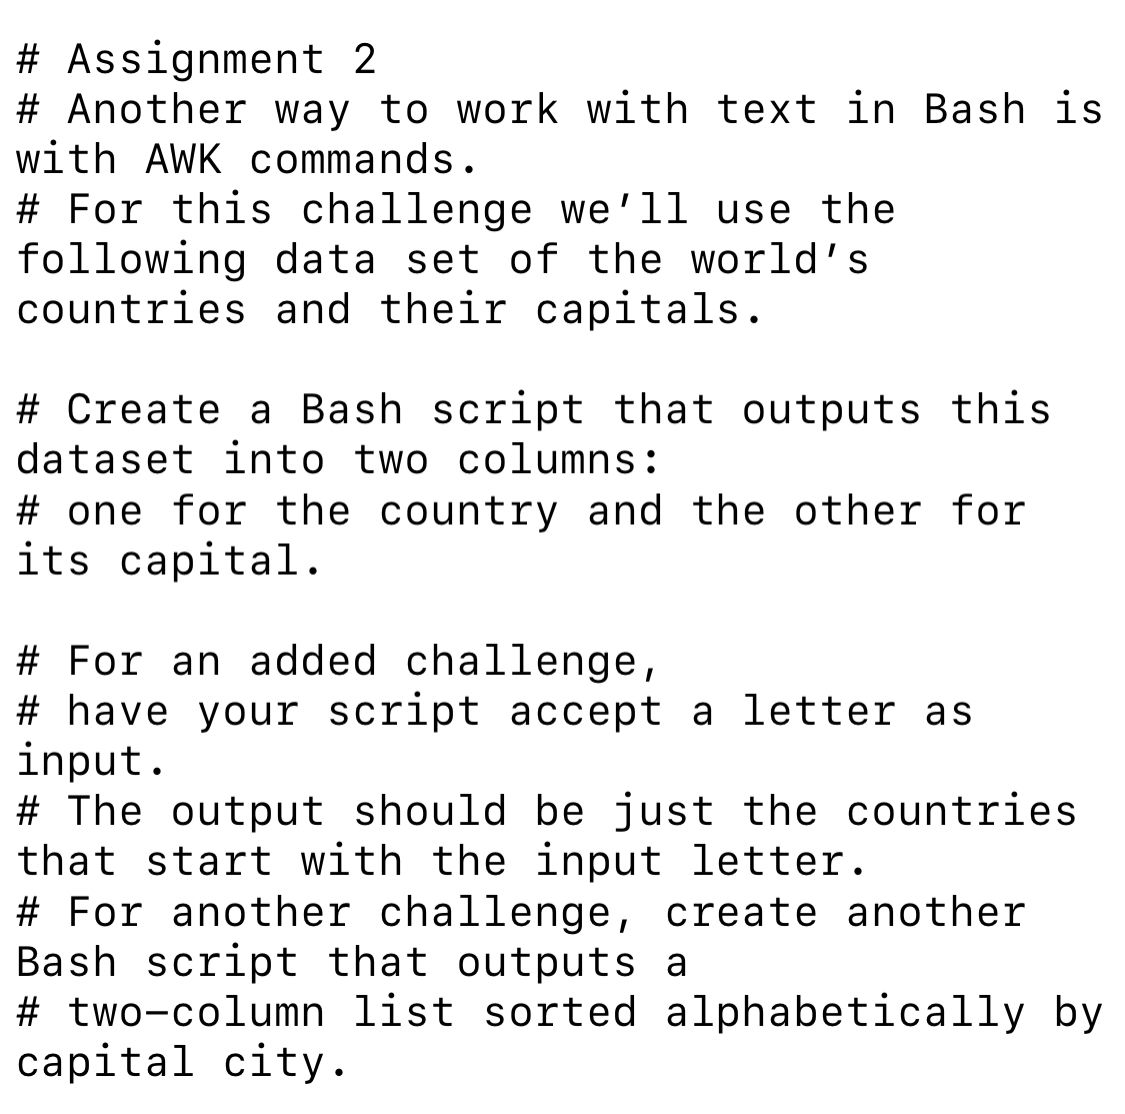 # Assignment 2
# Another way to work with text in Bash is
with AWK commands.
# For this challenge we’ll use the
following data set of the world’s
countries and their capitals.

# Create a Bash script that outputs this
dataset into two columns:
# one for the country and the other for
its capital.

# For an added challenge,
# have your script accept a letter as
input.
# The output should be just the countries
that start with the input letter.
# For another challenge, create another
Bash script that outputs a
# two-column list sorted alphabetically by
capital city.